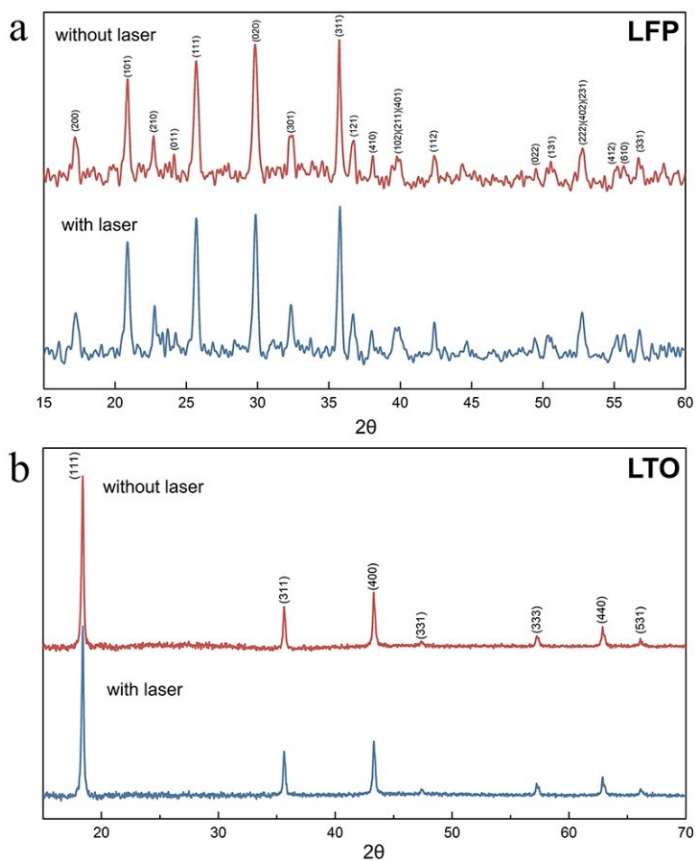 a
LFP
without laser
(200)
(101)
(210)
(011)
(111)
(020)
(301)
(311)
(121)
(410)
(102)(211)(401)
(112)
(022)
(131)
(222)(402)(231)
(412)
(610)
(331)
with laser
15 20 25 30 35 40 45 50 55 60
2θ
b
LTO
without laser
(111)
(311)
(400)
(331)
(333)
(440)
(531)
with laser
20 30 40 50 60 70
2θ